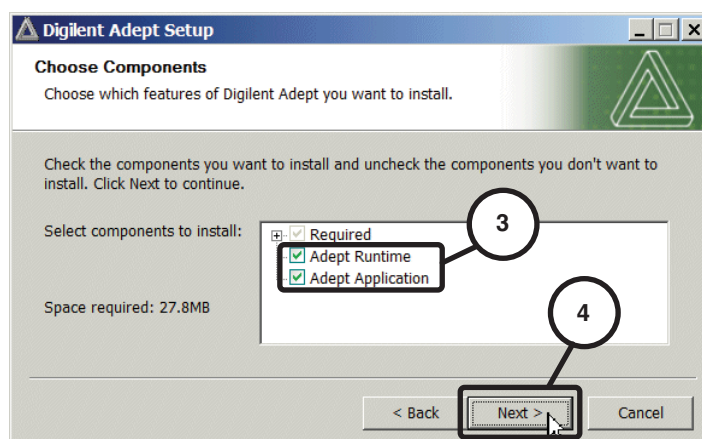 Digilent Adept Setup
Choose Components
Choose which features of Digilent Adept you want to install.
Check the components you want to install and uncheck the components you don't want to
install. Click Next to continue.
Select components to install:
Required
3
Adept Runtime
Adept Application
Space required: 27.8MB
4
< Back
Next >
Cancel